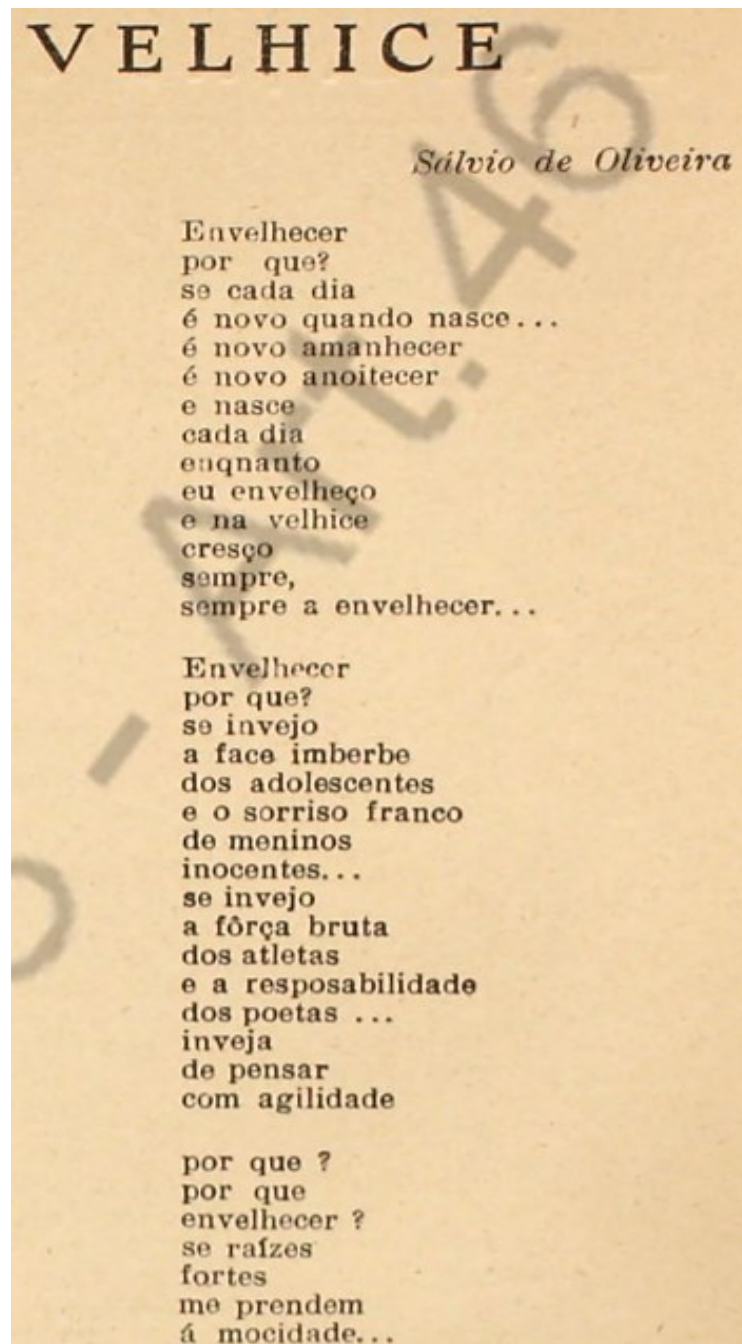 VELHICE
Sálvio de Oliveira
Envelhecer
por que?
se cada dia
é novo quando nasce...
é novo amanhecer
é novo anoitecer
e nasce
cada dia
enqnanto
eu envelheço
e na velhice
cresço
sempre,
sempre a envelhecer...
Envelhecer
por que?
se invejo
a face imberbe
dos adolescentes
e o sorriso franco
de meninos
inocentes...
se invejo
a fôrça bruta
dos atletas
e a resposabilidade
dos poetas ...
inveja
de pensar
com agilidade
por que ?
por que
envelhecer ?
se raízes
fortes
me prendem
á mocidade...
- Art. 46